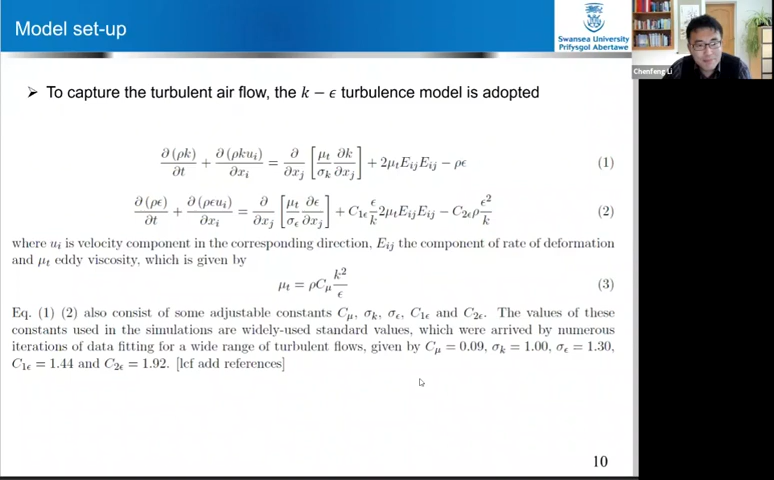 Model set-up
Swansea University
Prifysgol Abertawe
Chenfeng Li
➢ To capture the turbulent air flow, the k − ϵ turbulence model is adopted
∂(ρk)/∂t + ∂(ρku_i)/∂x_i = ∂/∂x_j [μ_t/σ_k ∂k/∂x_j] + 2μ_tE_ijE_ij − ρϵ (1)
∂(ρϵ)/∂t + ∂(ρϵu_i)/∂x_i = ∂/∂x_j [μ_t/σ_ϵ ∂ϵ/∂x_j] + C_1ϵ ϵ/k 2μ_tE_ijE_ij − C_2ϵρ ϵ²/k (2)
where u_i is velocity component in the corresponding direction, E_ij the component of rate of deformation
and μ_t eddy viscosity, which is given by
μ_t = ρC_μ k²/ϵ (3)
Eq. (1) (2) also consist of some adjustable constants C_μ, σ_k, σ_ϵ, C_1ϵ and C_2ϵ. The values of these
constants used in the simulations are widely-used standard values, which were arrived by numerous
iterations of data fitting for a wide range of turbulent flows, given by C_μ = 0.09, σ_k = 1.00, σ_ϵ = 1.30,
C_1ϵ = 1.44 and C_2ϵ = 1.92. [lcf add references]
10